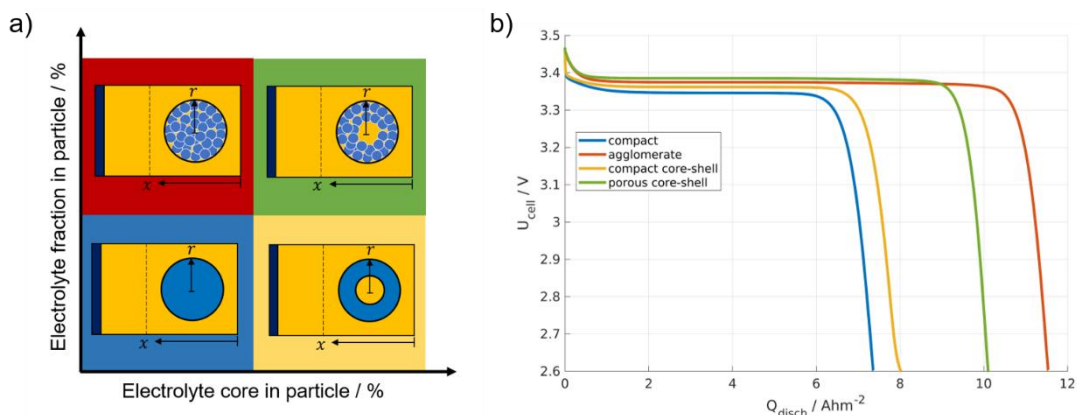 a)
Electrolyte fraction in particle / %
r
x
r
x
r
x
r
x
Electrolyte core in particle / %
b)
U_cell / V
3.5
3.4
3.3
3.2
3.1
3
2.9
2.8
2.7
2.6
compact
agglomerate
compact core-shell
porous core-shell
0 2 4 6 8 10 12
Q_disch / Ahm⁻²